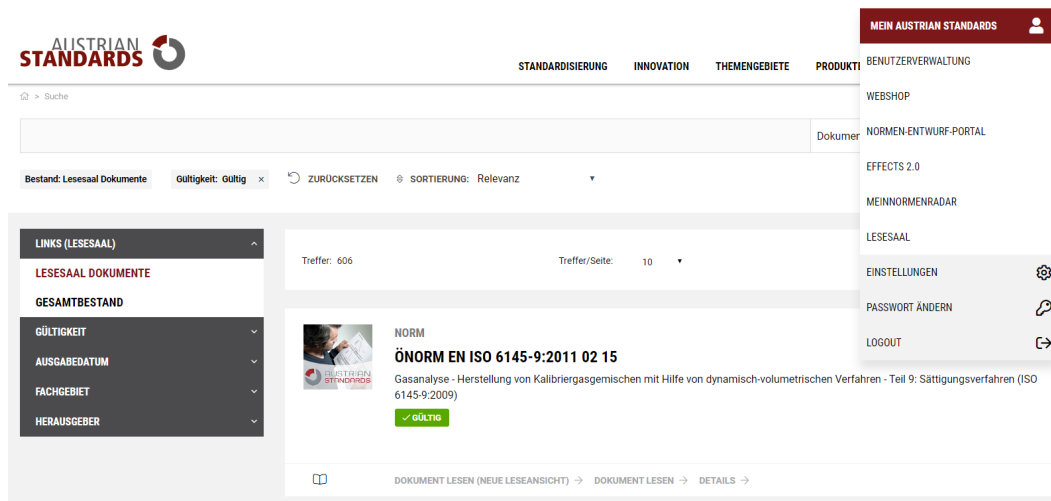 MEIN AUSTRIAN STANDARDS
AUSTRIAN
STANDARDS
STANDARDISIERUNG INNOVATION THEMENGEBIETE
BENUTZERVERWALTUNG
WEBSHOP
NORMEN-ENTWURF-PORTAL
EFFECTS 2.0
MEINNORMENRADAR
LESESAAL
EINSTELLUNGEN
PASSWORT ÄNDERN
LOGOUT
> Suche
Bestand: Lesesaal Dokumente Gültigkeit: Gültig × ZURÜCKSETZEN SORTIERUNG: Relevanz
LINKS (LESESAAL)
LESESAAL DOKUMENTE
GESAMTBESTAND
GÜLTIGKEIT
AUSGABEDATUM
FACHGEBIET
HERAUSGEBER
Treffer: 606 Treffer/Seite: 10
AUSTRIAN
STANDARDS
NORM
ÖNORM EN ISO 6145-9:2011 02 15
Gasanalyse - Herstellung von Kalibriergasgemischen mit Hilfe von dynamisch-volumetrischen Verfahren - Teil 9: Sättigungsverfahren (ISO
6145-9:2009)
✓ GÜLTIG
DOKUMENT LESEN (NEUE LESEANSICHT) → DOKUMENT LESEN → DETAILS →